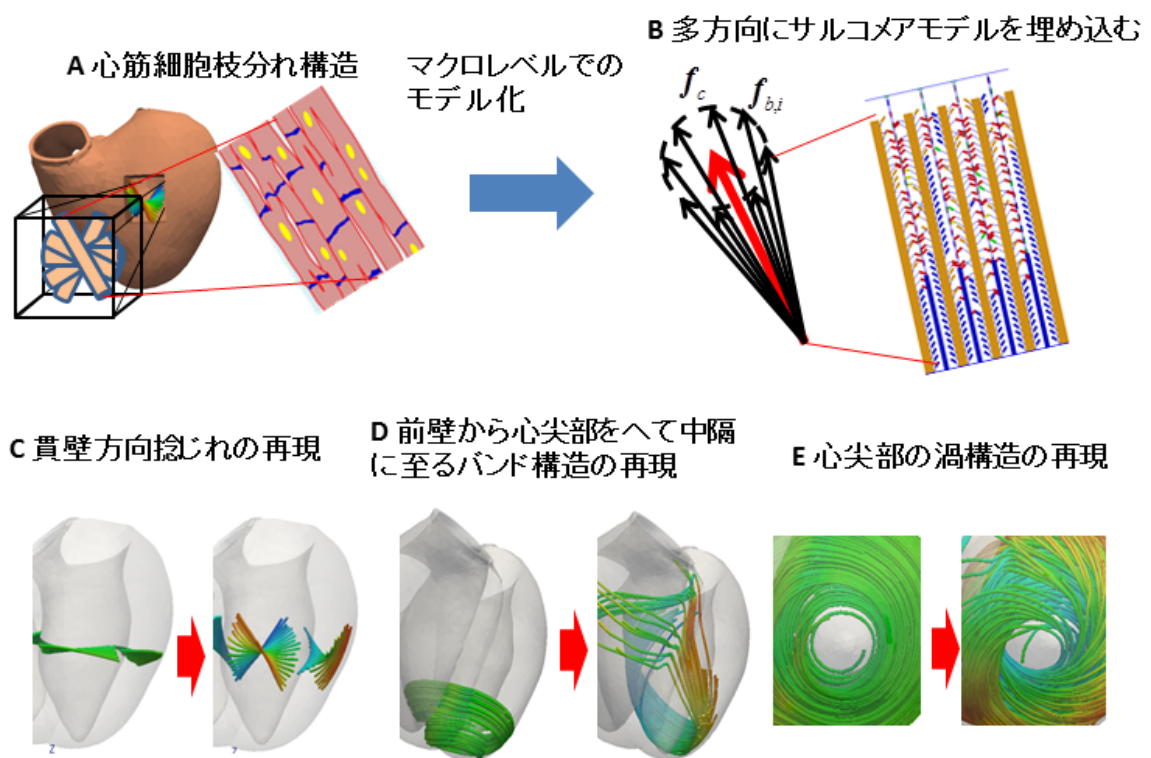 A 心筋細胞枝分れ構造
マクロレベルでの
モデル化
B 多方向にサルコメアモデルを埋め込む
f_c
f_{b,i}
C 貫壁方向捻じれの再現
D 前壁から心尖部をへて中隔
に至るバンド構造の再現
E 心尖部の渦構造の再現
Z